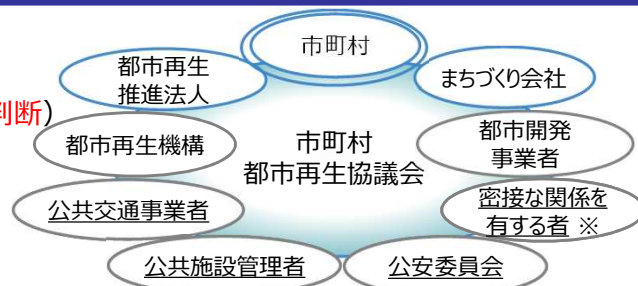 市町村
都市再生
推進法人
まちづくり会社
判断)
都市再生機構
市町村
都市再生協議会
都市開発
事業者
公共交通事業者
密接な関係を
有する者 ※
公共施設管理者
公安委員会